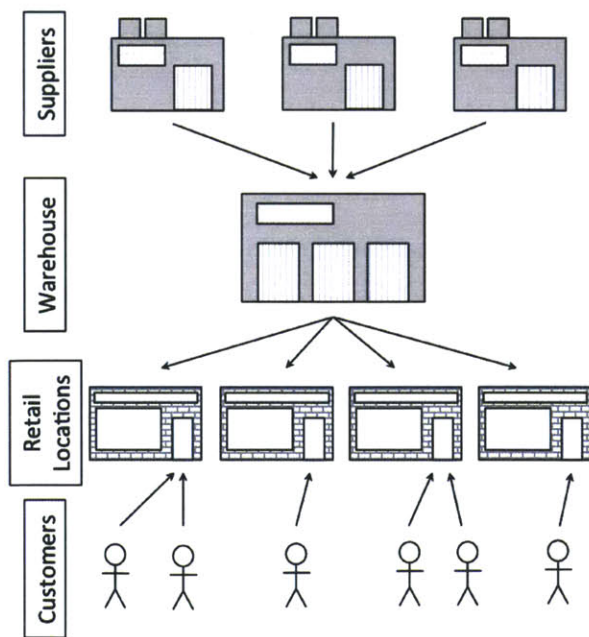 Suppliers
Warehouse
Retail
Locations
Customers